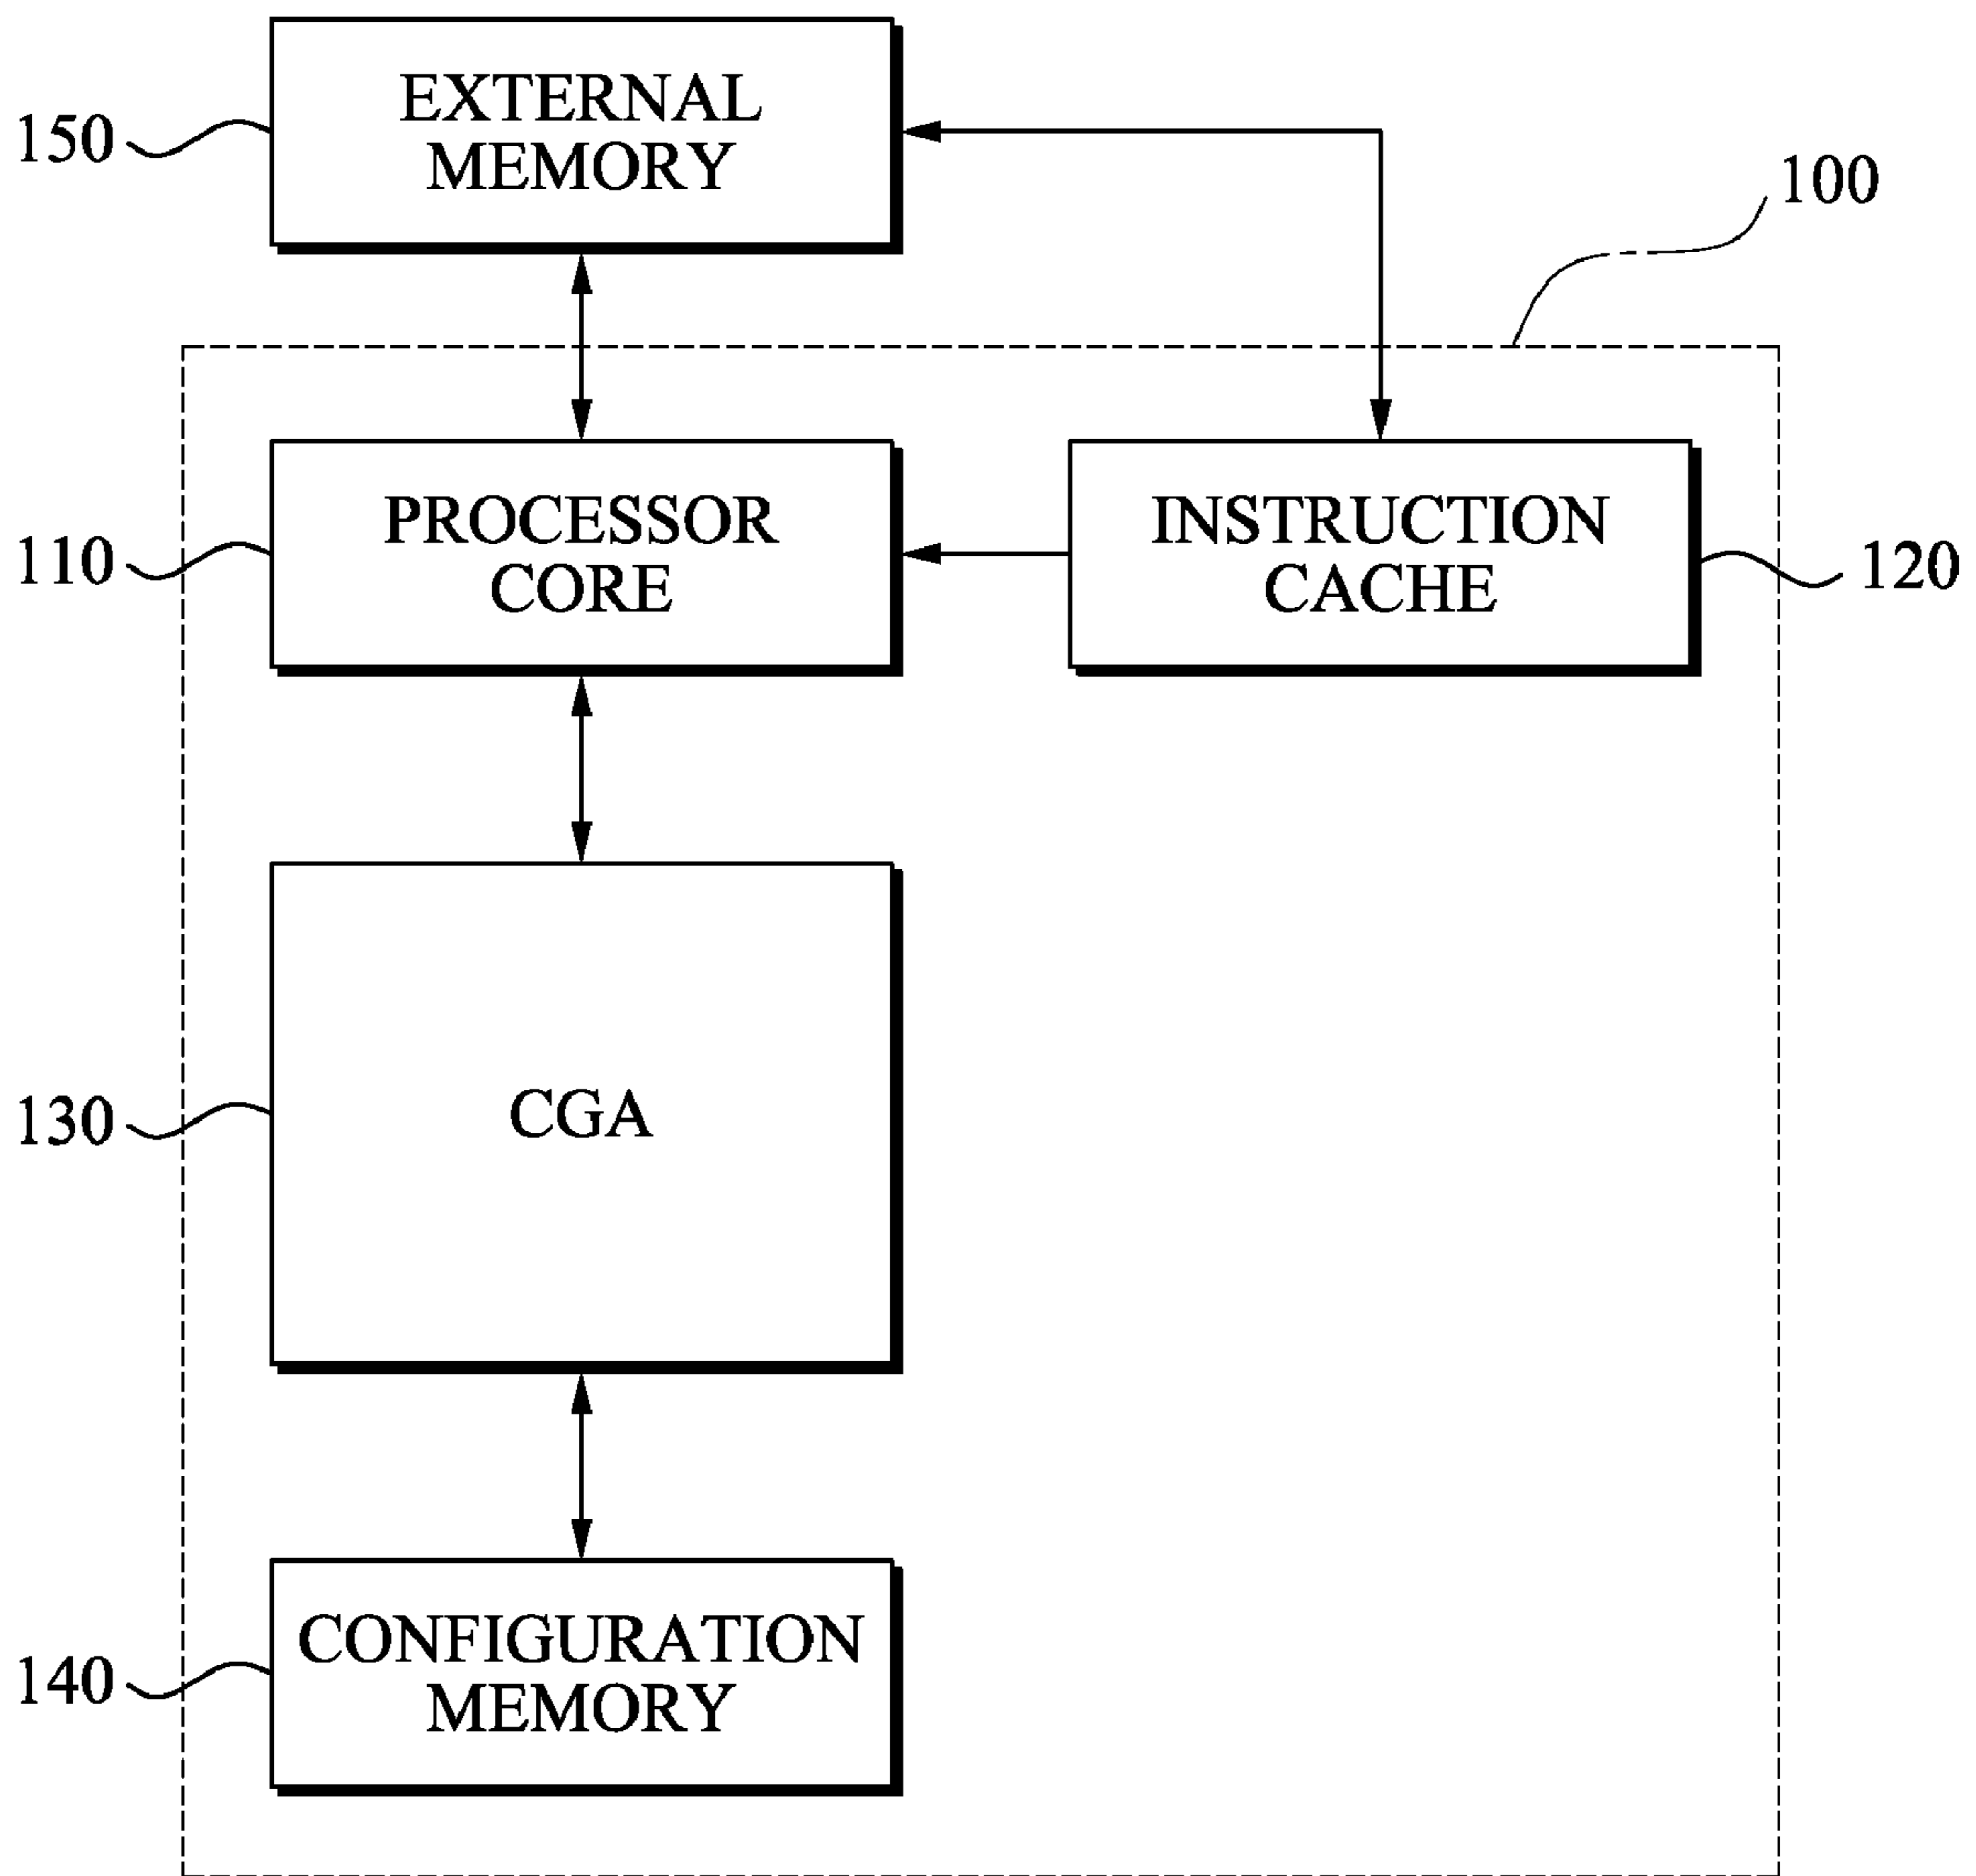 EXTERNAL
MEMORY
150
100
PROCESSOR
CORE
110
INSTRUCTION
CACHE
120
CGA
130
CONFIGURATION
MEMORY
140